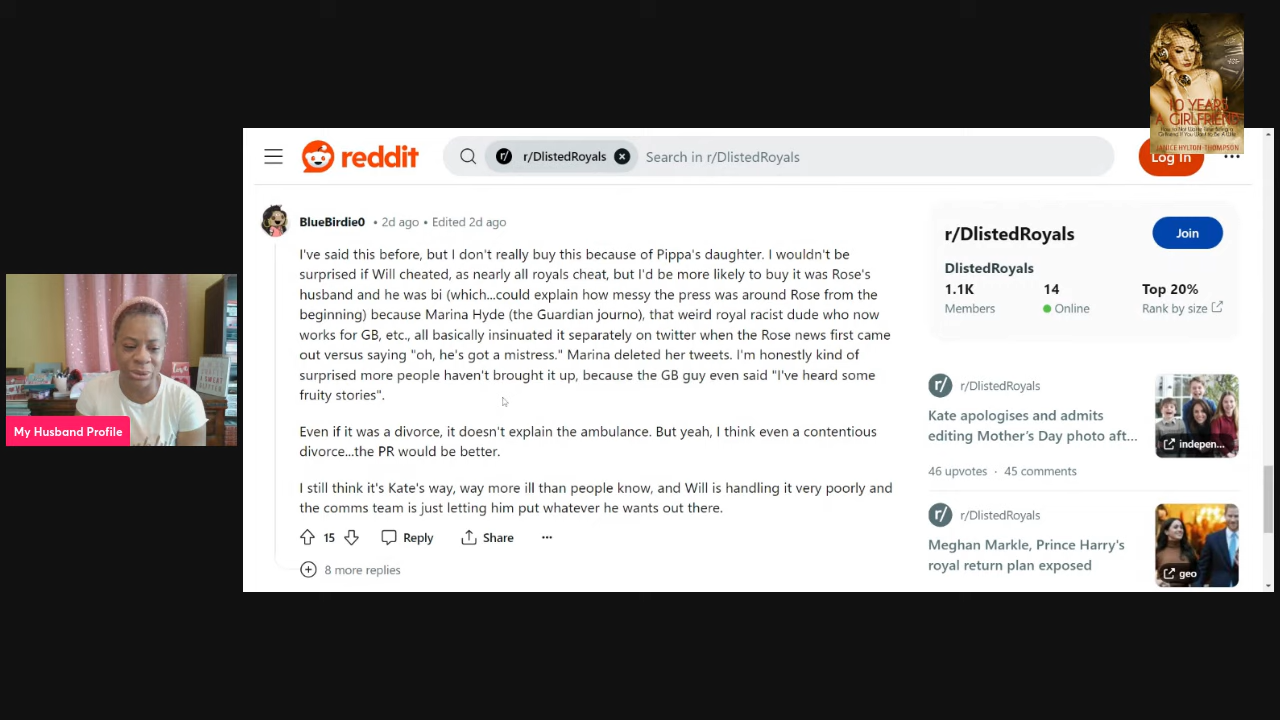 10 YEARS
A GIRLFRIEND
JANICE HYLTON-THOMPSON
reddit
r/DlistedRoyals
Search in r/DlistedRoyals
Log In
BlueBirdie0 • 2d ago • Edited 2d ago
I've said this before, but I don't really buy this because of Pippa's daughter. I wouldn't be
surprised if Will cheated, as nearly all royals cheat, but I'd be more likely to buy it was Rose's
husband and he was bi (which...could explain how messy the press was around Rose from the
beginning) because Marina Hyde (the Guardian journo), that weird royal racist dude who now
works for GB, etc., all basically insinuated it separately on twitter when the Rose news first came
out versus saying "oh, he's got a mistress." Marina deleted her tweets. I'm honestly kind of
surprised more people haven't brought it up, because the GB guy even said "I've heard some
fruity stories".
Even if it was a divorce, it doesn't explain the ambulance. But yeah, I think even a contentious
divorce...the PR would be better.
I still think it's Kate's way, way more ill than people know, and Will is handling it very poorly and
the comms team is just letting him put whatever he wants out there.
15
Reply
Share
8 more replies
r/DlistedRoyals
Join
DlistedRoyals
1.1K
14
Top 20%
Members
Online
Rank by size
r/DlistedRoyals
Kate apologises and admits
editing Mother's Day photo aft...
indepen...
46 upvotes · 45 comments
r/DlistedRoyals
Meghan Markle, Prince Harry's
royal return plan exposed
geo
My Husband Profile